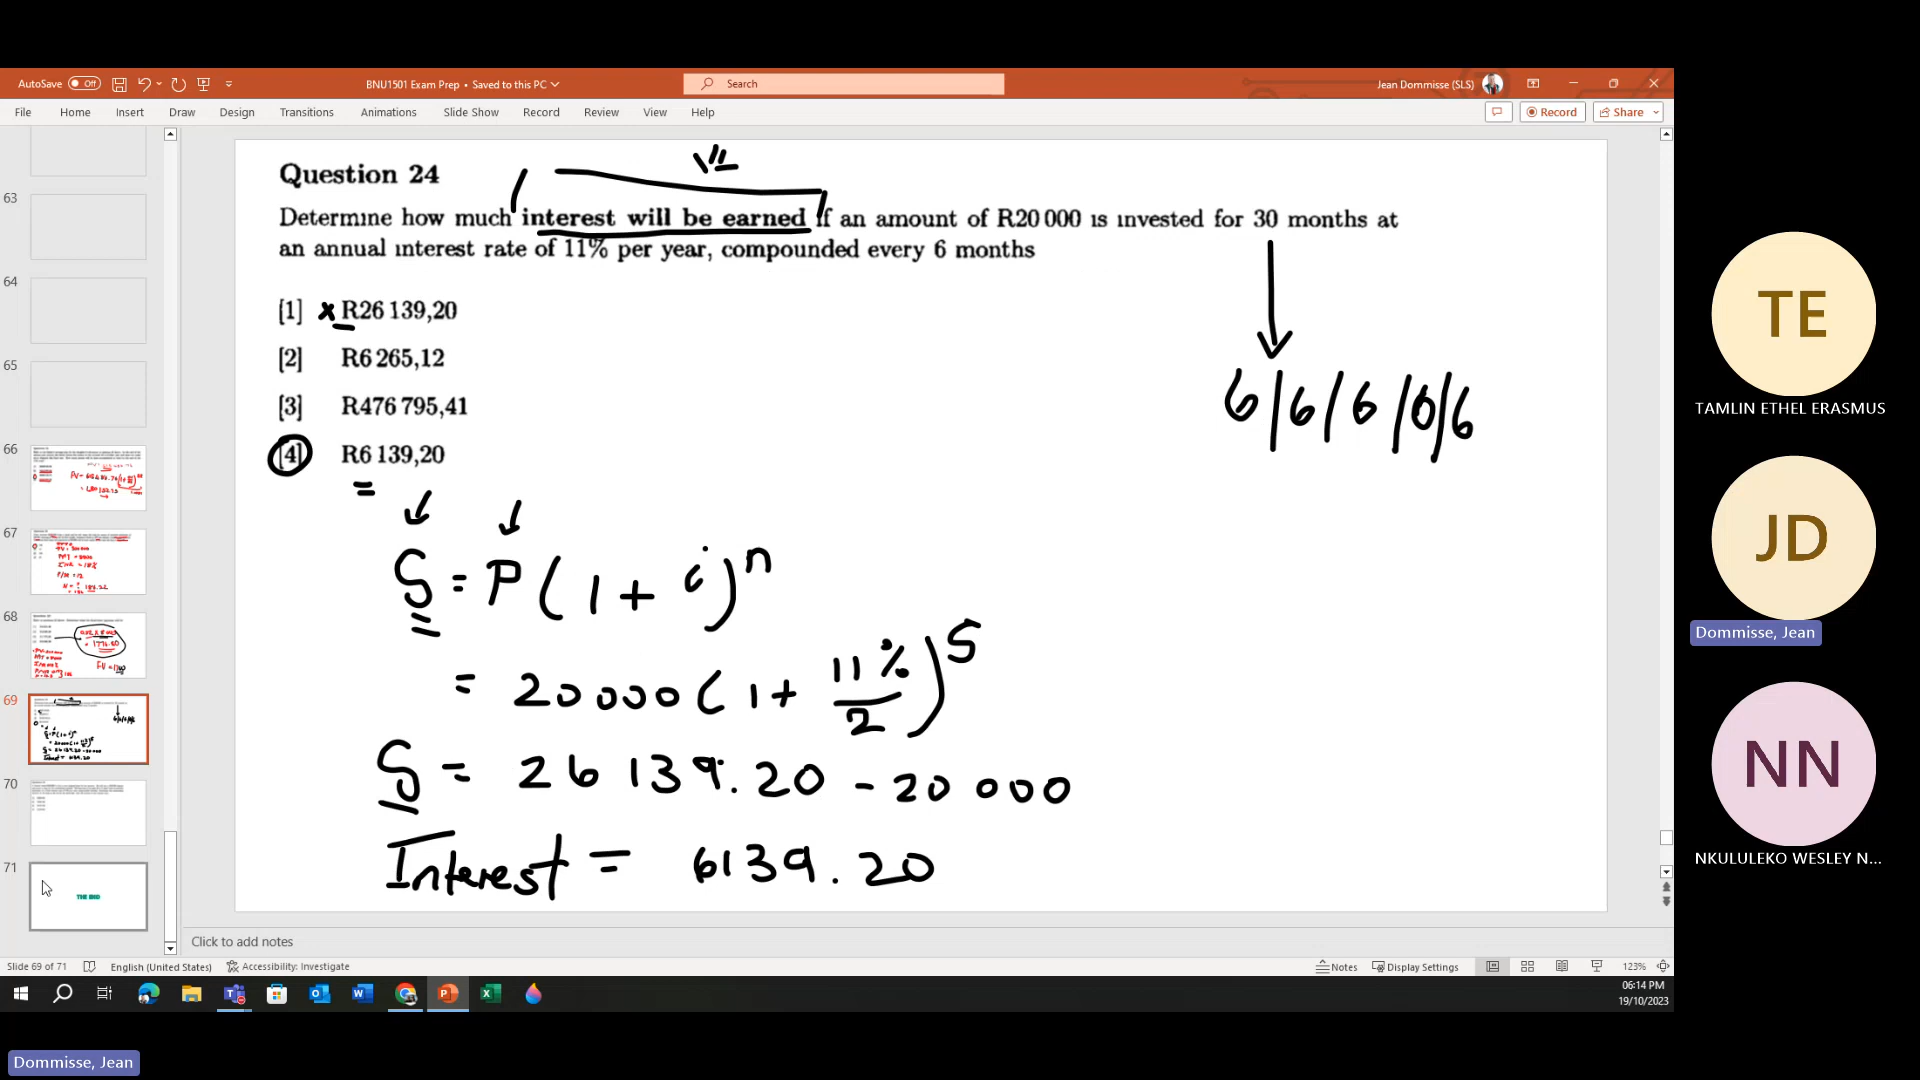 AutoSave Off BNU1501 Exam Prep • Saved to this PC Search Jean Dommisse (SLS)
File Home Insert Draw Design Transitions Animations Slide Show Record Review View Help Record Share
63
64
65
66
67
68
69
70
71
THE END
Question 24
Determine how much interest will be earned if an amount of R20 000 is invested for 30 months at
an annual interest rate of 11% per year, compounded every 6 months
[1] x R26 139,20
[2] R6 265,12
[3] R476 795,41
[4] R6 139,20
=
6/6/6/6/6
S = P(1 + i)^n
= 20000(1 + 11%/2)^5
S = 26139.20 - 20000
Interest = 6139.20
Click to add notes
Slide 69 of 71 English (United States) Accessibility: Investigate Notes Display Settings 123%
06:14 PM
19/10/2023
TE
TAMLIN ETHEL ERASMUS
JD
Dommisse, Jean
NN
NKULULEKO WESLEY N...
Dommisse, Jean